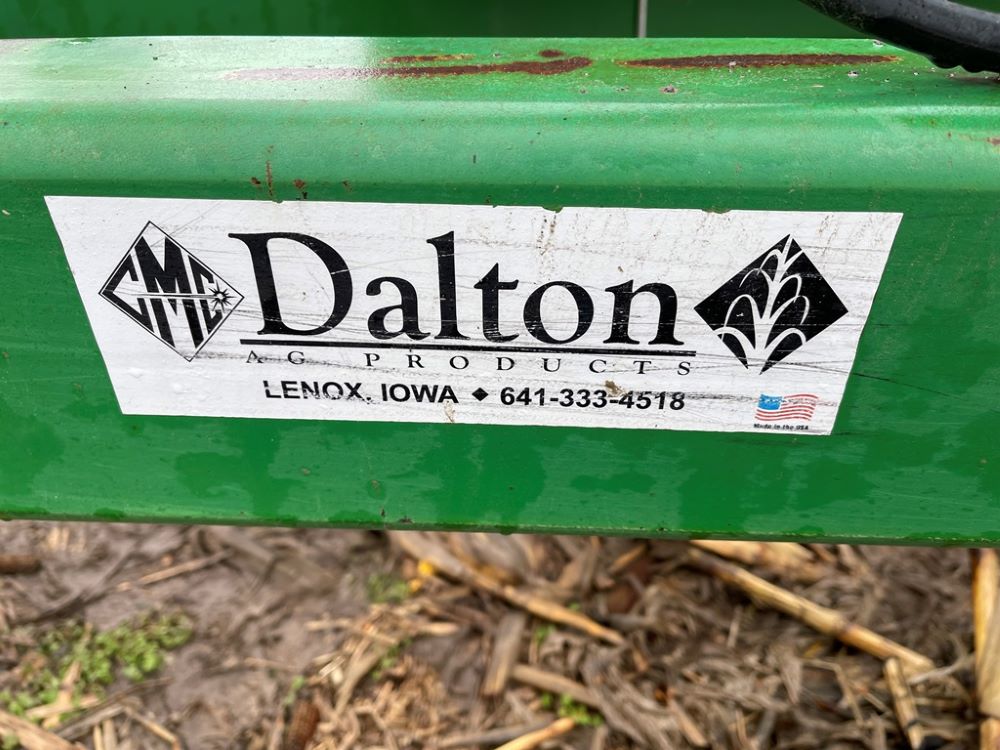 CMC
Dalton
AG PRODUCTS
LENOX, IOWA ◆ 641-333-4518
Made in the USA